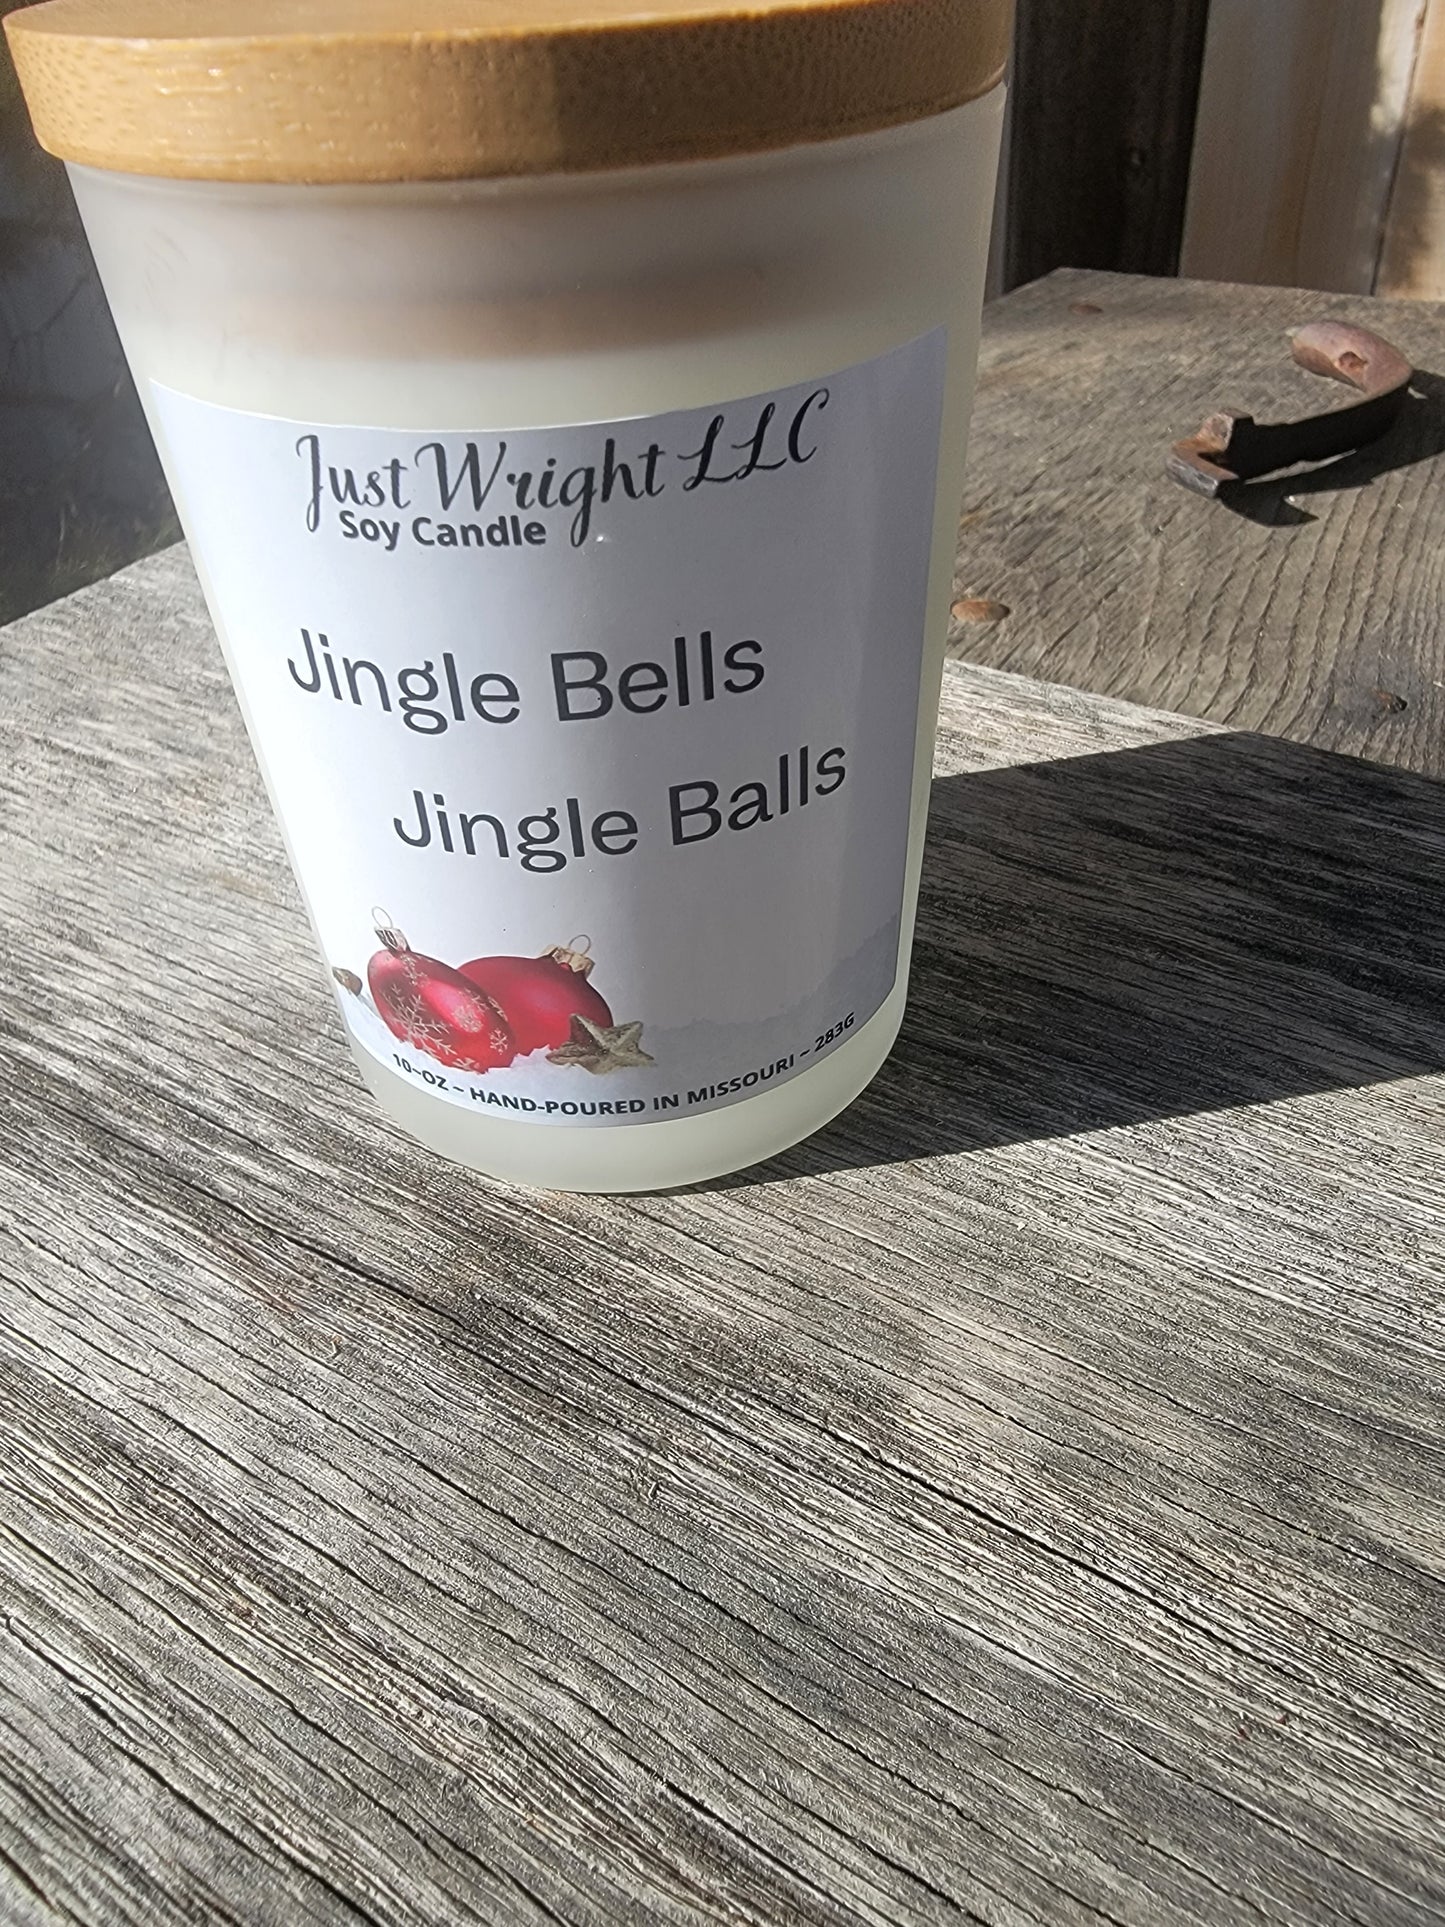 Just Wright LLC
Soy Candle
Jingle Bells
Jingle Balls
10-OZ ~ HAND-POURED IN MISSOURI ~ 283G